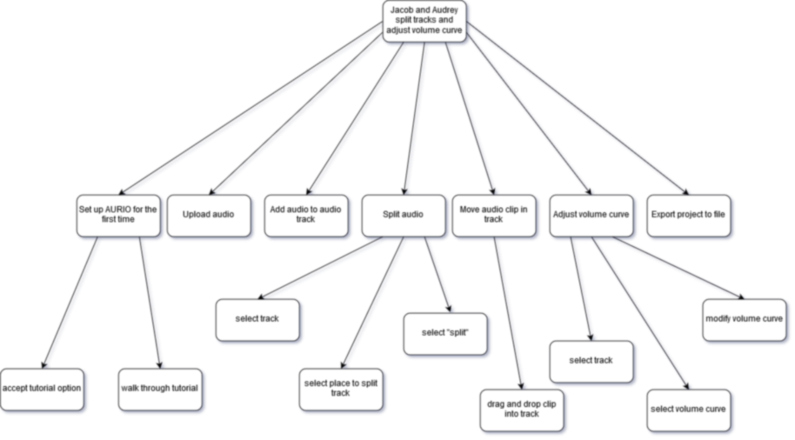 Jacob and Audrey
split tracks and
adjust volume curve
Set up AURIO for the
first time
Upload audio
Add audio to audio
track
Split audio
Move audio clip in
track
Adjust volume curve
Export project to file
select track
select "split"
modify volume curve
select track
accept tutorial option
walk through tutorial
select place to split
track
drag and drop clip
into track
select volume curve